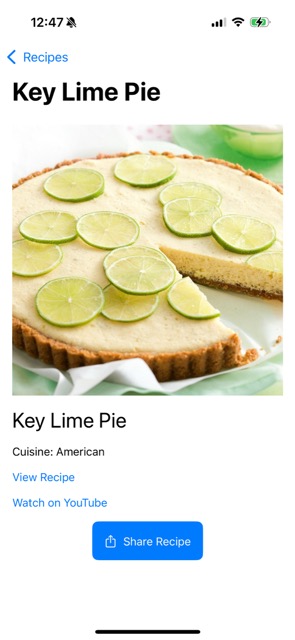 12:47
Recipes
Key Lime Pie
Key Lime Pie
Cuisine: American
View Recipe
Watch on YouTube
Share Recipe